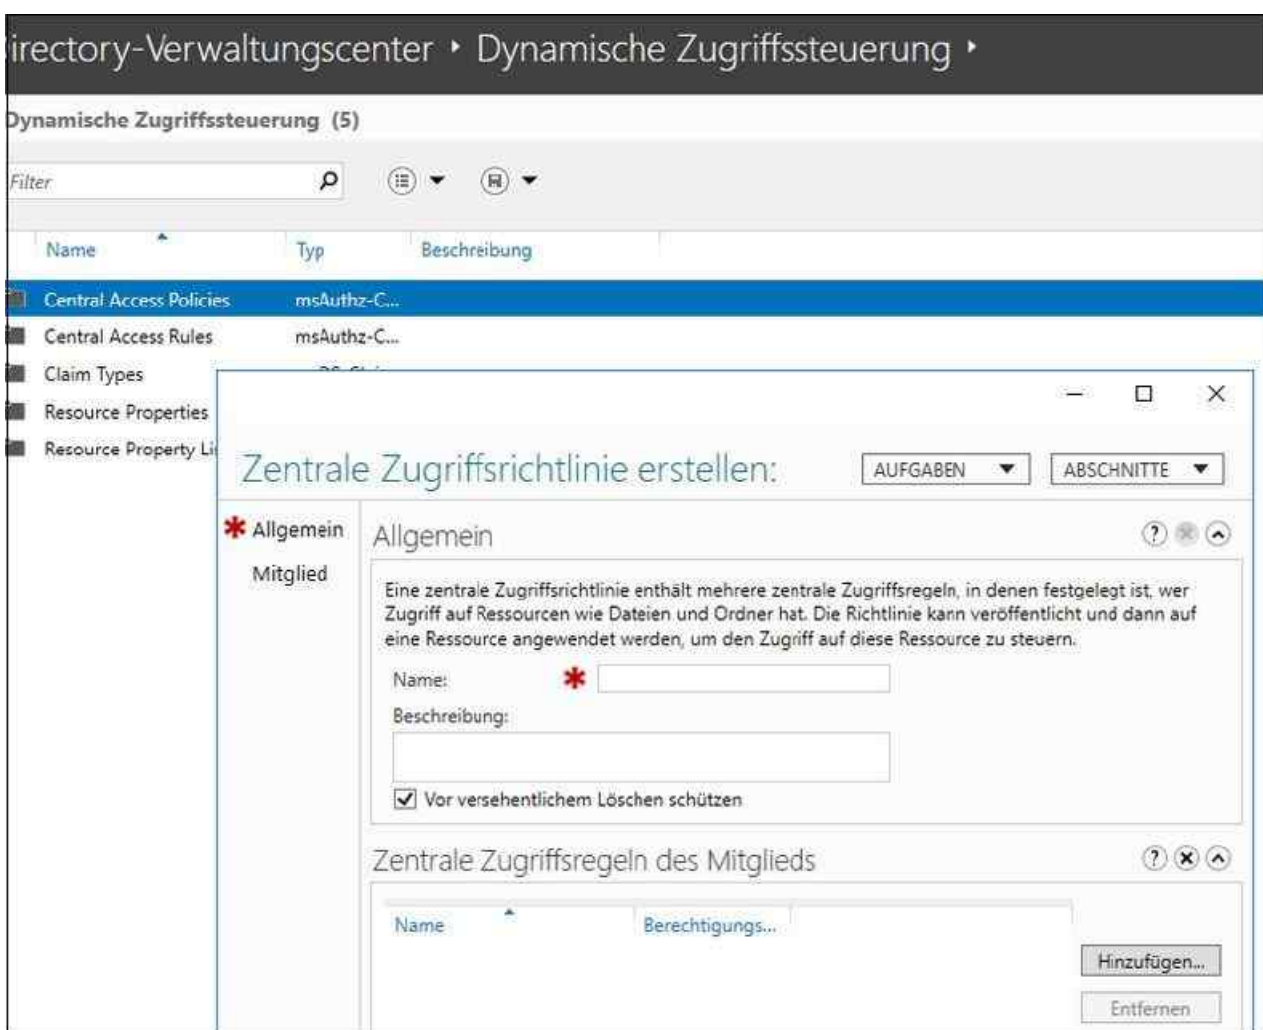 irectory-Verwaltungscenter ‣ Dynamische Zugriffssteuerung ‣
Dynamische Zugriffssteuerung (5)
Filter
Name Typ Beschreibung
Central Access Policies msAuthz-C...
Central Access Rules msAuthz-C...
Claim Types
Resource Properties
Resource Property Li
Zentrale Zugriffsrichtlinie erstellen: AUFGABEN ABSCHNITTE
Allgemein
Mitglied
Allgemein
Eine zentrale Zugriffsrichtlinie enthält mehrere zentrale Zugriffsregeln, in denen festgelegt ist, wer
Zugriff auf Ressourcen wie Dateien und Ordner hat. Die Richtlinie kann veröffentlicht und dann auf
eine Ressource angewendet werden, um den Zugriff auf diese Ressource zu steuern.
Name:
Beschreibung:
Vor versehentlichem Löschen schützen
Zentrale Zugriffsregeln des Mitglieds
Name Berechtigungs...
Hinzufügen...
Entfernen